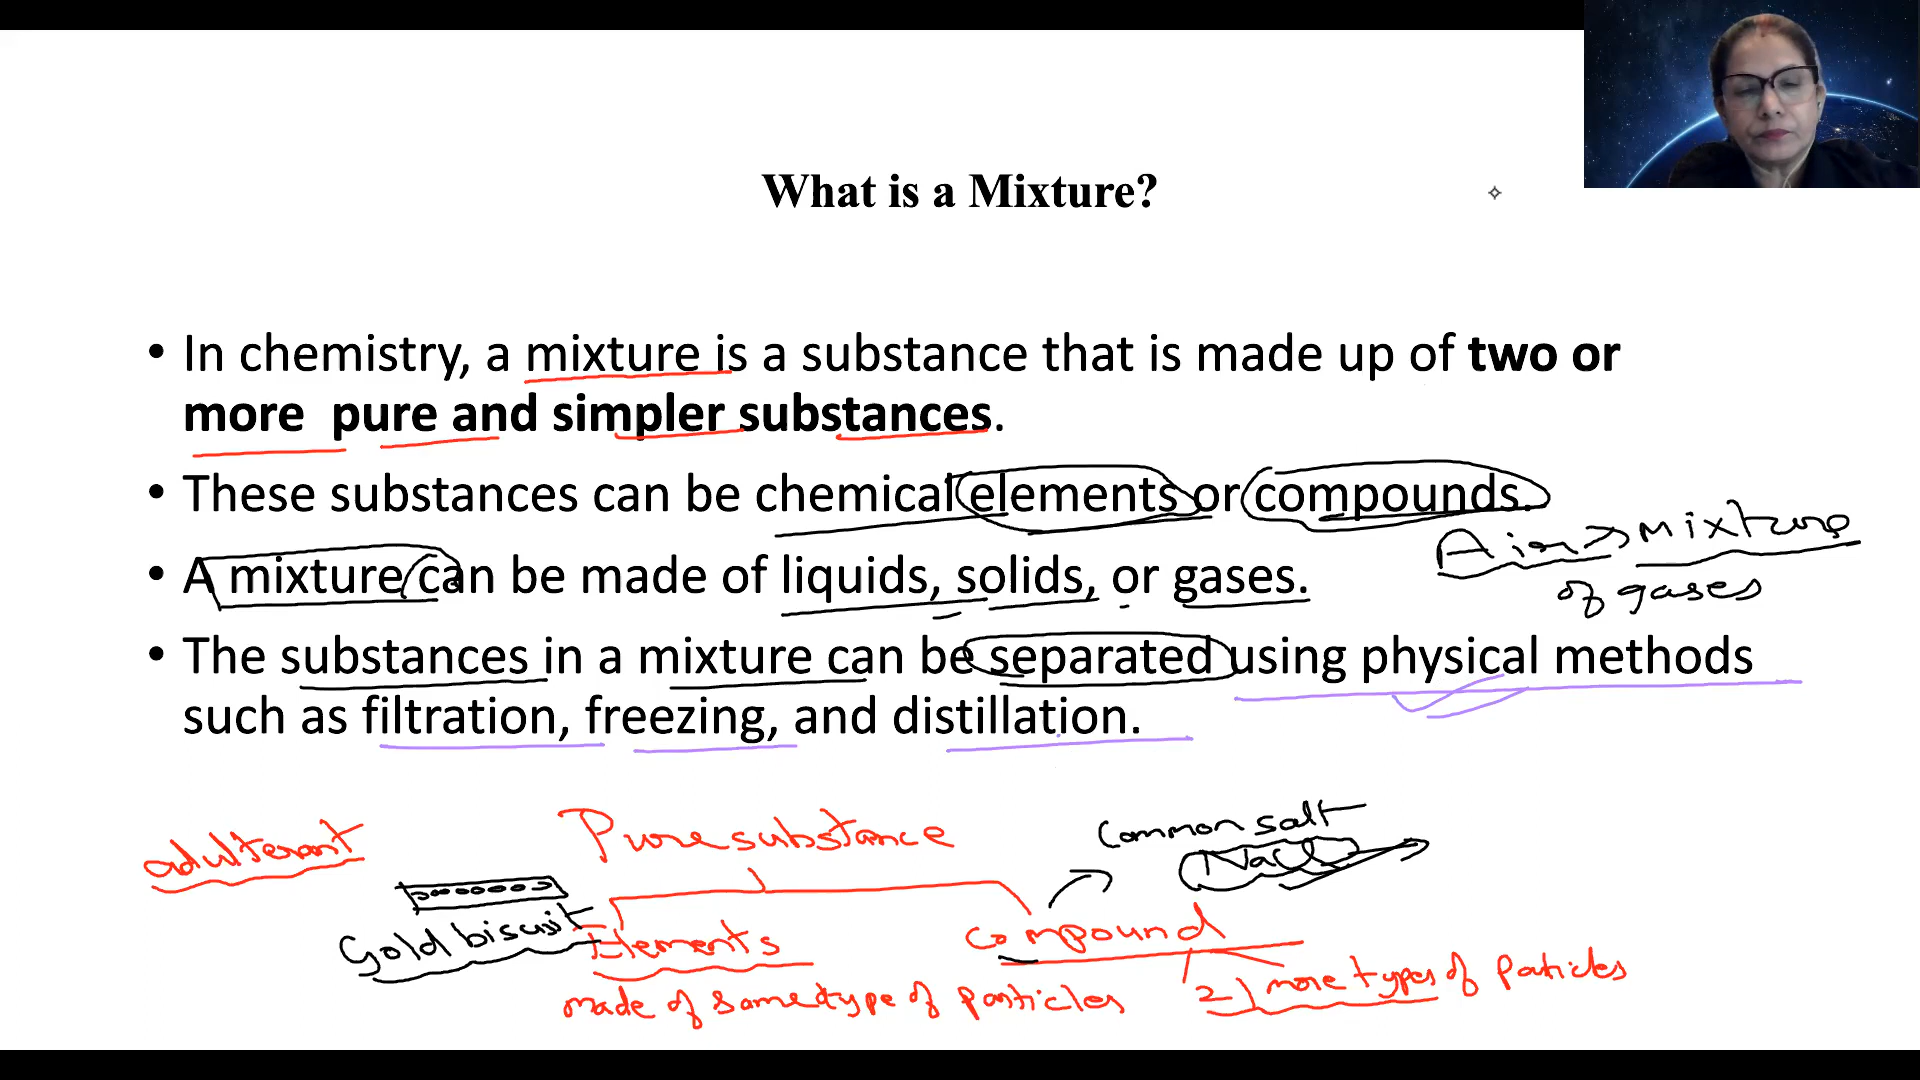 What is a Mixture?
• In chemistry, a mixture is a substance that is made up of two or
more pure and simpler substances.
• These substances can be chemical elements or compounds.
Air → mixture
of gases
• A mixture can be made of liquids, solids, or gases.
• The substances in a mixture can be separated using physical methods
such as filtration, freezing, and distillation.
adulterant
Pure substance
Common salt
NaCl
Gold biscuit
Elements
Compound
made of same type of particles
2) more types of paticles